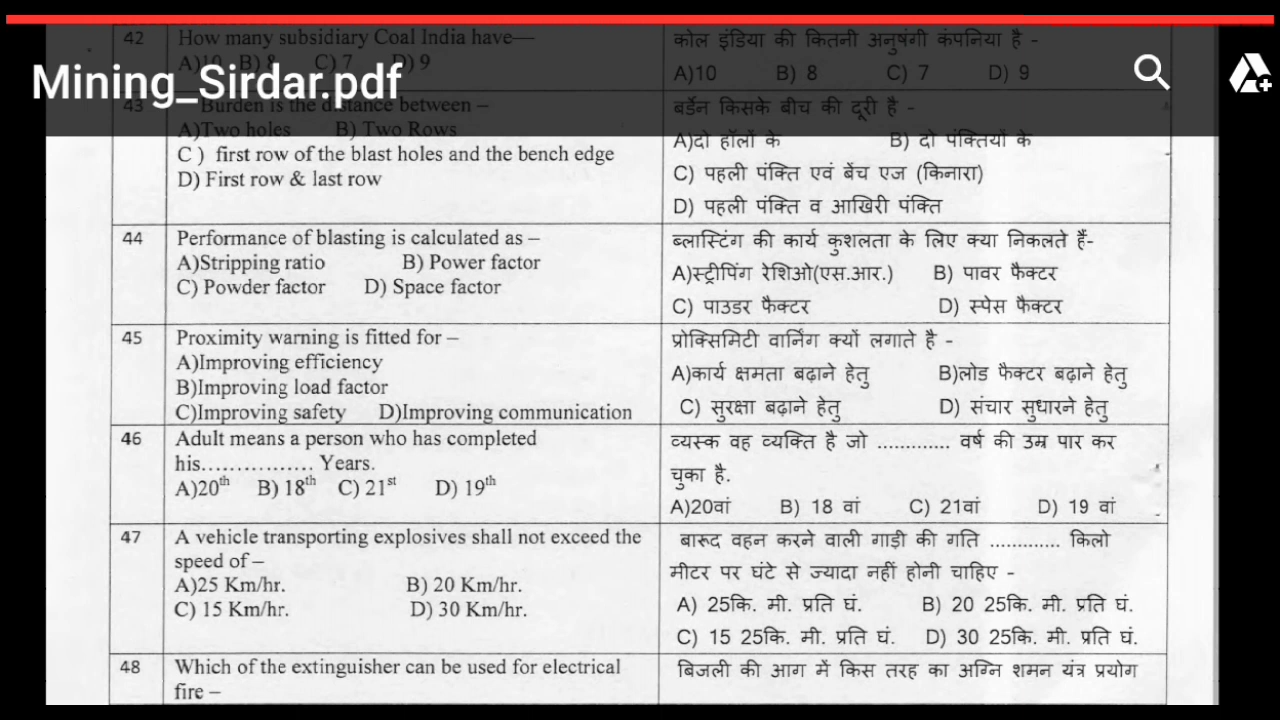 42
How many subsidiary Coal India have—
A)10 B) 8 C) 7 D) 9
कोल इंडिया की कितनी अनुषंगी कंपनिया है -
A)10 B) 8 C) 7 D) 9
Mining_Sirdar.pdf
43
Burden is the distance between –
A)Two holes B) Two Rows
C ) first row of the blast holes and the bench edge
D) First row & last row
बर्डेन किसके बीच की दूरी है -
A)दो हॉलों के B) दो पंक्तियों के
C) पहली पंक्ति एवं बेंच एज (किनारा)
D) पहली पंक्ति व आखिरी पंक्ति
44
Performance of blasting is calculated as –
A)Stripping ratio B) Power factor
C) Powder factor D) Space factor
ब्लास्टिंग की कार्य कुशलता के लिए क्या निकलते हैं-
A)स्ट्रीपिंग रेशिओ(एस.आर.) B) पावर फैक्टर
C) पाउडर फैक्टर D) स्पेस फैक्टर
45
Proximity warning is fitted for –
A)Improving efficiency
B)Improving load factor
C)Improving safety D)Improving communication
प्रोक्सिमिटी वार्निंग क्यों लगाते है -
A)कार्य क्षमता बढ़ाने हेतु B)लोड फैक्टर बढ़ाने हेतु
C) सुरक्षा बढ़ाने हेतु D) संचार सुधारने हेतु
46
Adult means a person who has completed
his................ Years.
A)20th B) 18th C) 21st D) 19th
व्यस्क वह व्यक्ति है जो ............. वर्ष की उम्र पार कर
चुका है.
A)20वां B) 18 वां C) 21वां D) 19 वां
47
A vehicle transporting explosives shall not exceed the
speed of –
A)25 Km/hr. B) 20 Km/hr.
C) 15 Km/hr. D) 30 Km/hr.
बारूद वहन करने वाली गाड़ी की गति ............. किलो
मीटर पर घंटे से ज्यादा नहीं होनी चाहिए -
A) 25कि. मी. प्रति घं. B) 20 25कि. मी. प्रति घं.
C) 15 25कि. मी. प्रति घं. D) 30 25कि. मी. प्रति घं.
48
Which of the extinguisher can be used for electrical
fire –
बिजली की आग में किस तरह का अग्नि शमन यंत्र प्रयोग